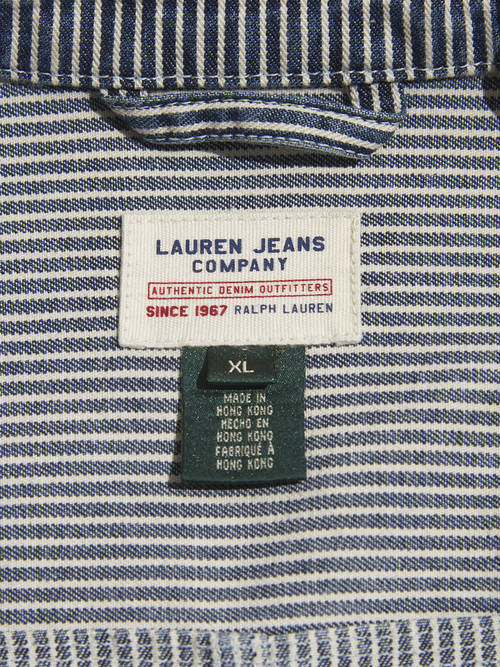 LAUREN JEANS
COMPANY
AUTHENTIC DENIM OUTFITTERS
SINCE 1967 RALPH LAUREN
XL
MADE IN
HONG KONG
HECHO EN
HONG KONG
FABRIQUÉ À
HONG KONG